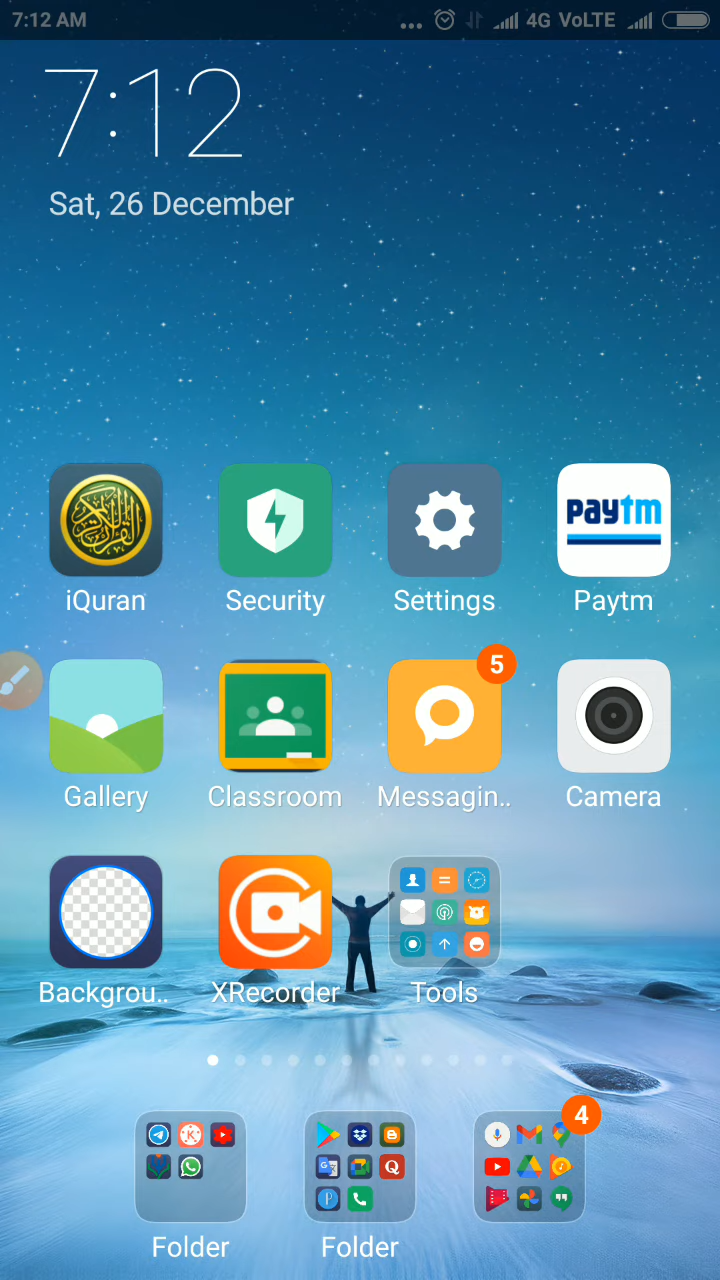 7:12 AM
4G VoLTE
7:12
Sat, 26 December
iQuran
Security
Settings
paytm
Paytm
5
Gallery
Classroom
Messagin..
Camera
Backgrou..
XRecorder
Tools
4
Folder
Folder